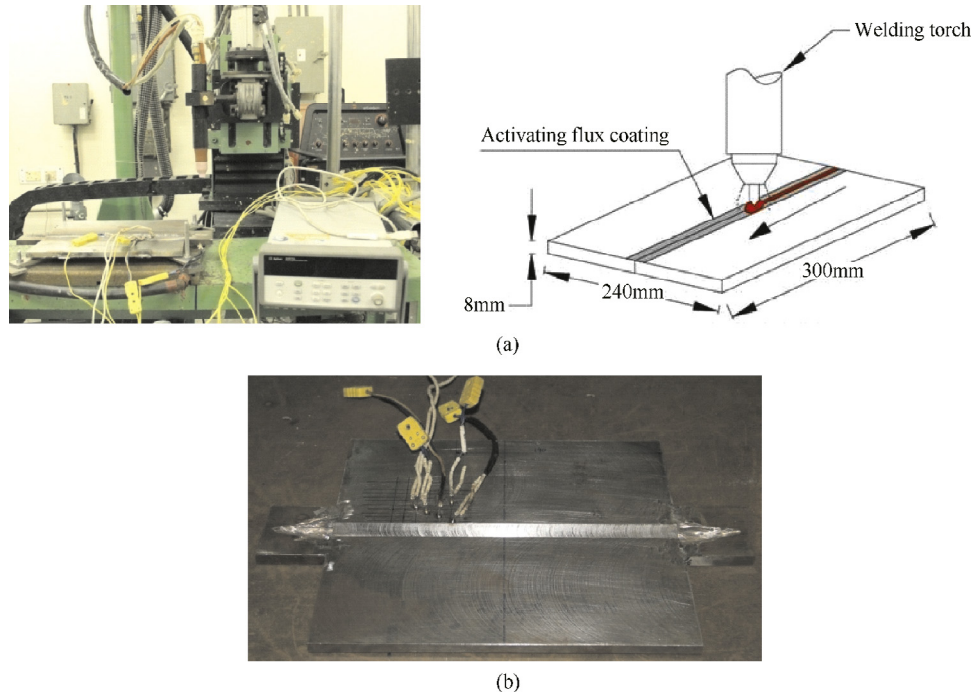 Welding torch
Activating flux coating
8mm
240mm
300mm
(a)
(b)